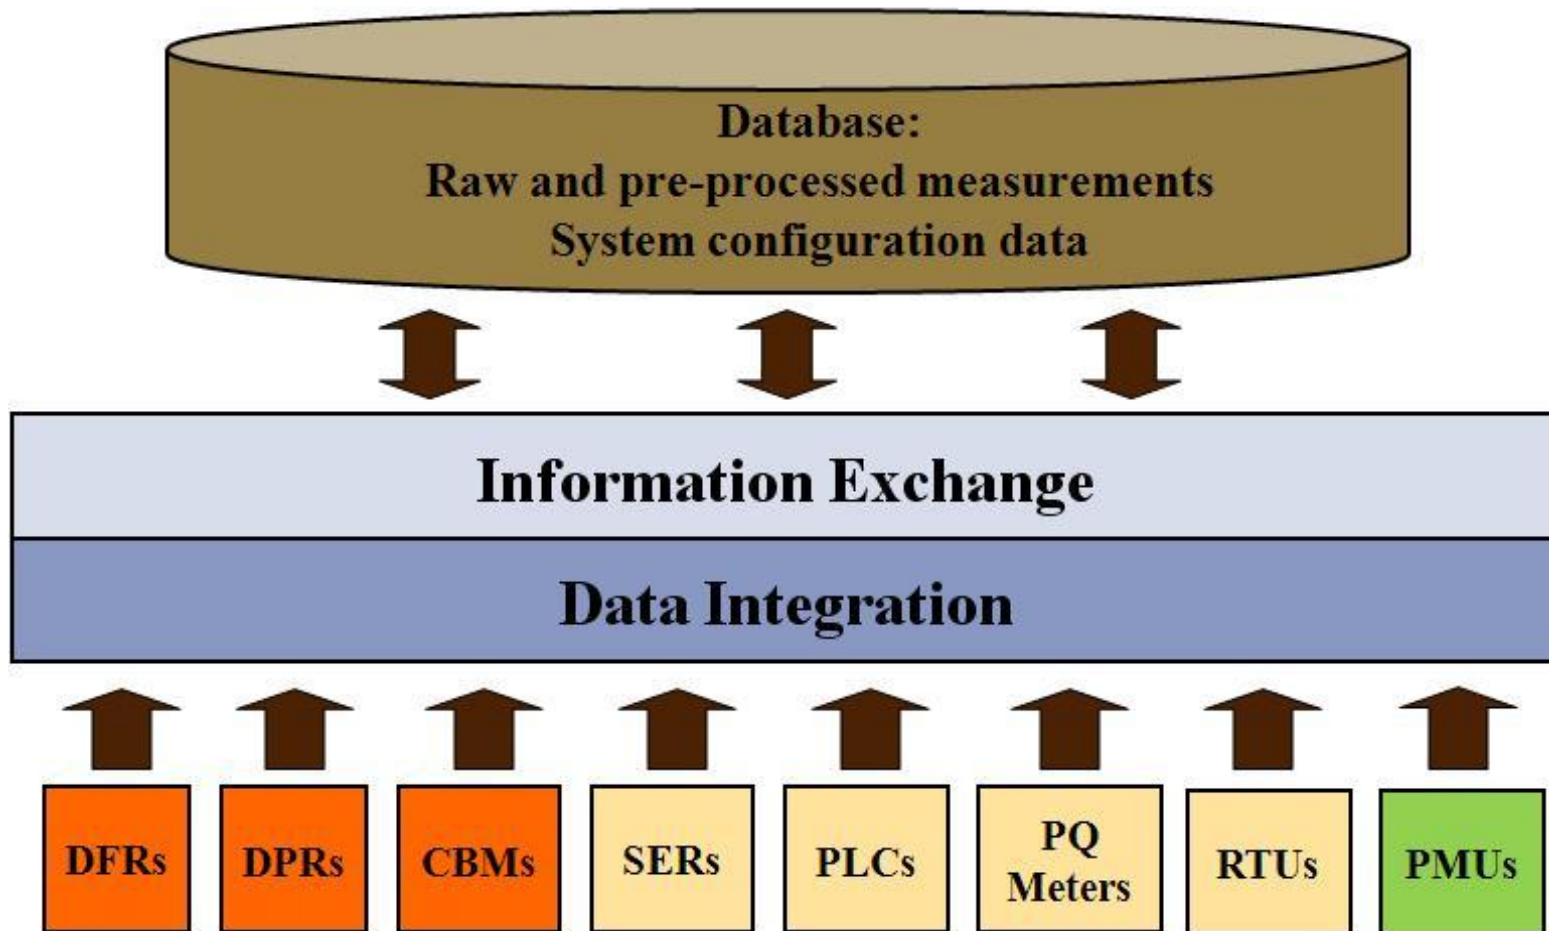 Database:
Raw and pre-processed measurements
System configuration data
Information Exchange
Data Integration
DFRs
DPRs
CBMs
SERs
PLCs
PQ
Meters
RTUs
PMUs